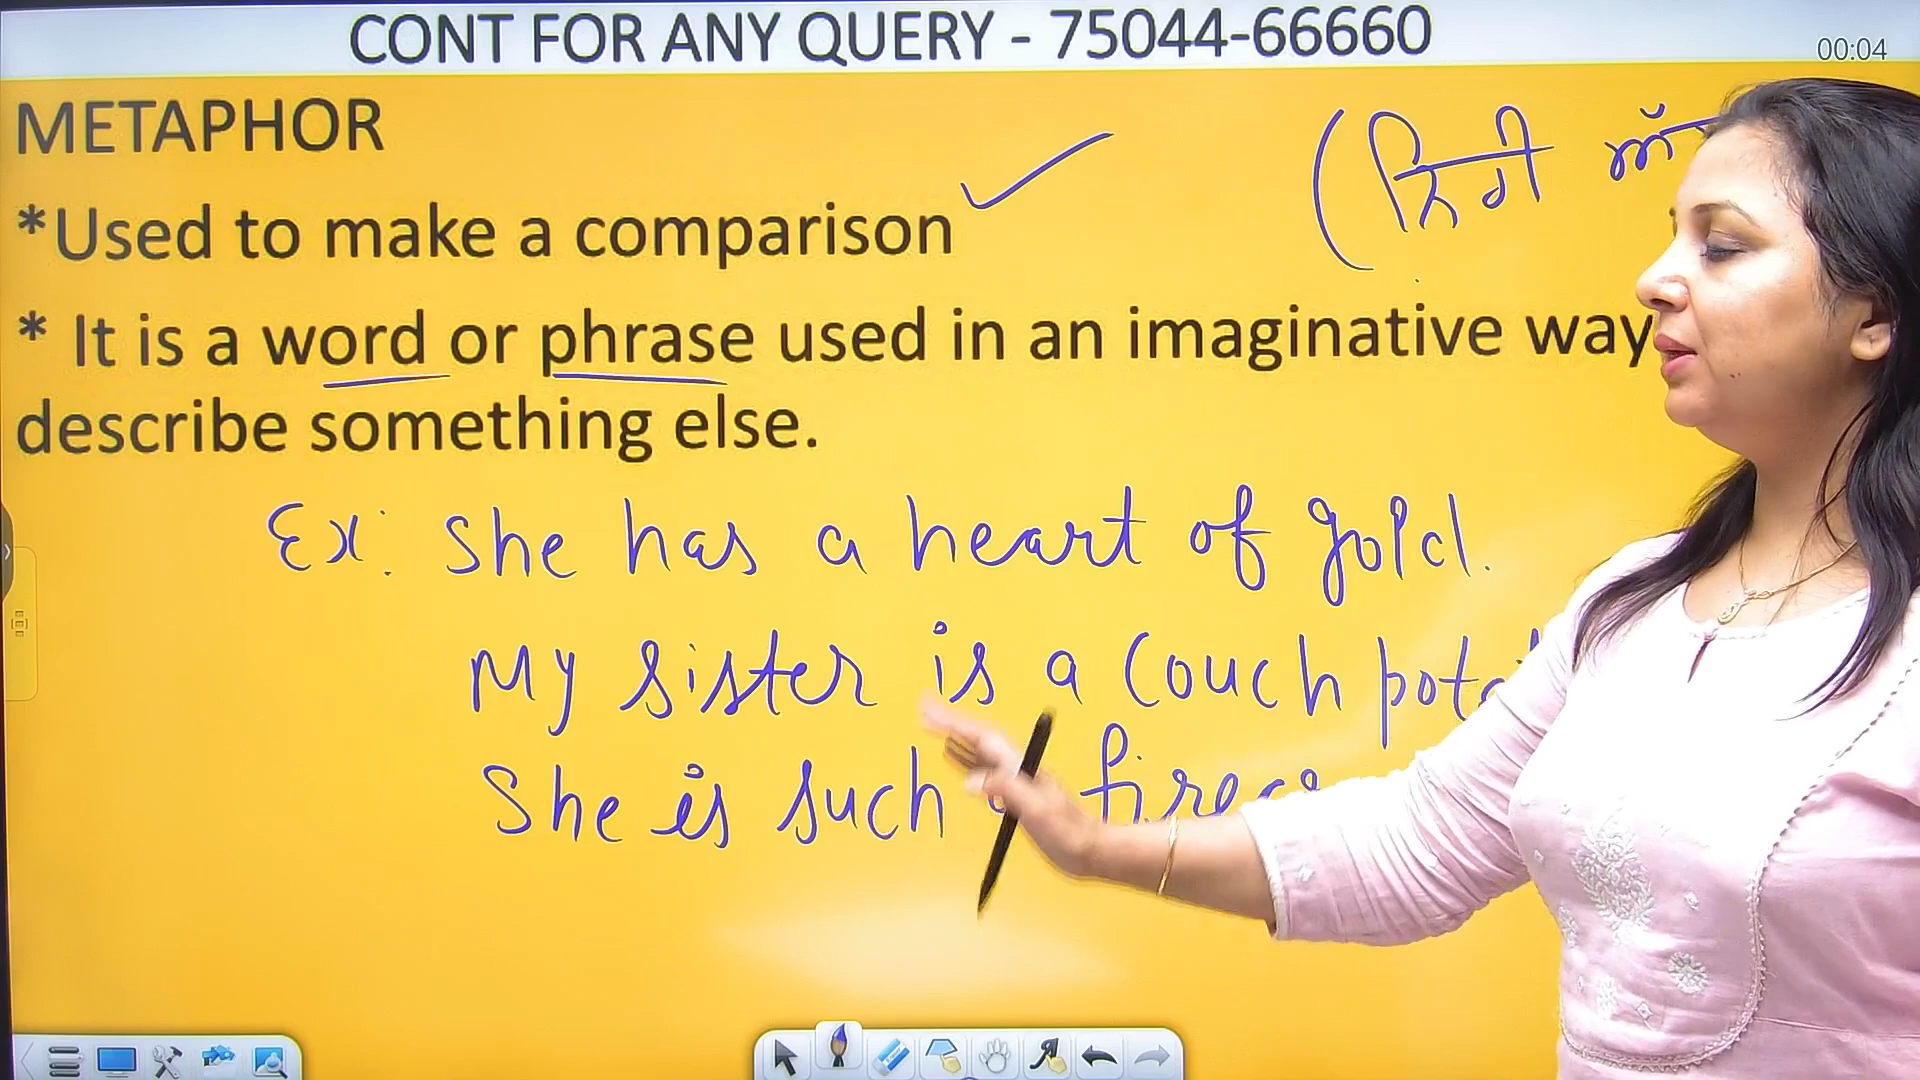 CONT FOR ANY QUERY - 75044-66660
00:04
METAPHOR
*Used to make a comparison
* It is a word or phrase used in an imaginative way
describe something else.
Ex: She has a heart of gold.
My sister is a couch
She is such